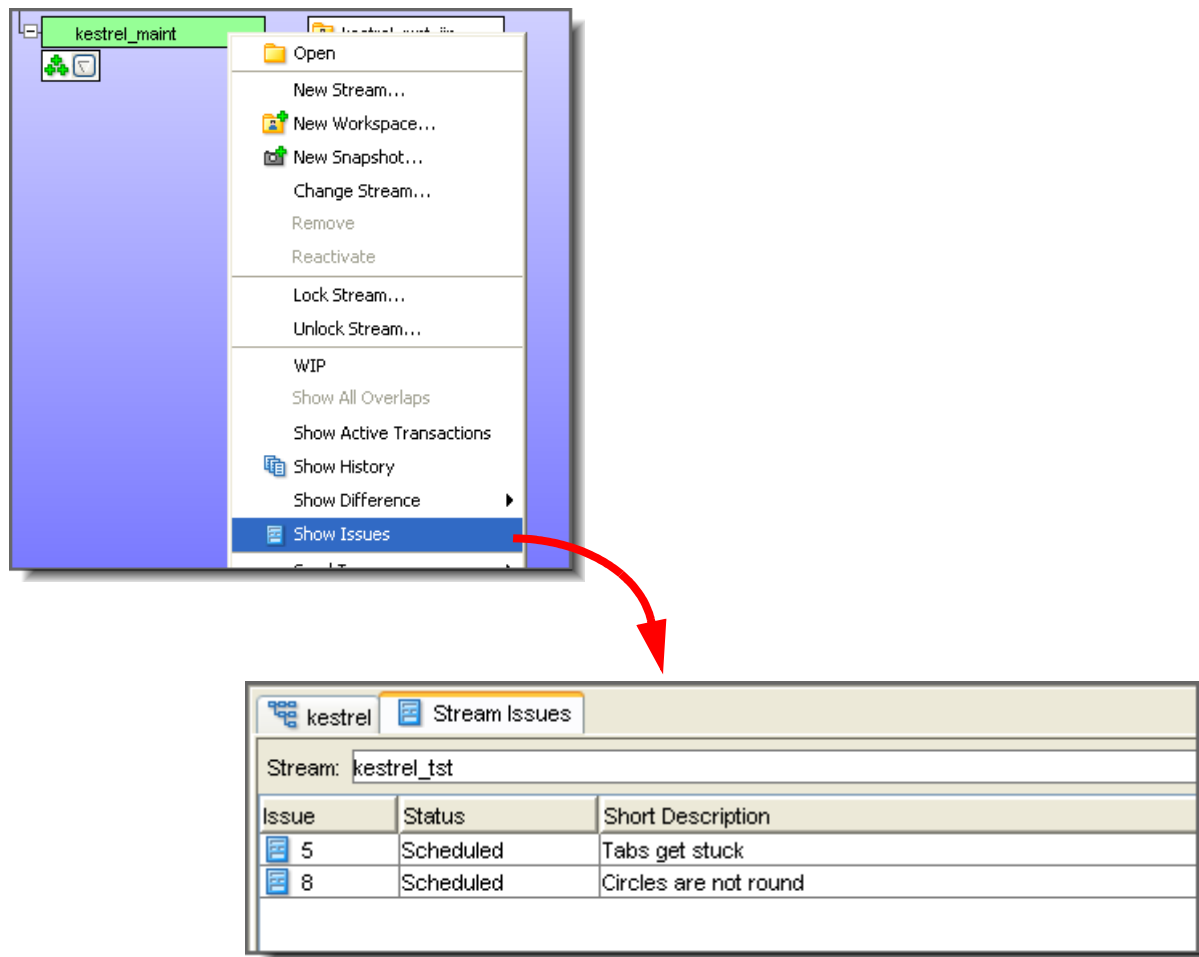 kestrel_maint
Open
New Stream...
New Workspace...
New Snapshot...
Change Stream...
Remove
Reactivate
Lock Stream...
Unlock Stream...
WIP
Show All Overlaps
Show Active Transactions
Show History
Show Difference
Show Issues
kestrel Stream Issues
Stream: kestrel_tst
Issue Status Short Description
5 Scheduled Tabs get stuck
8 Scheduled Circles are not round